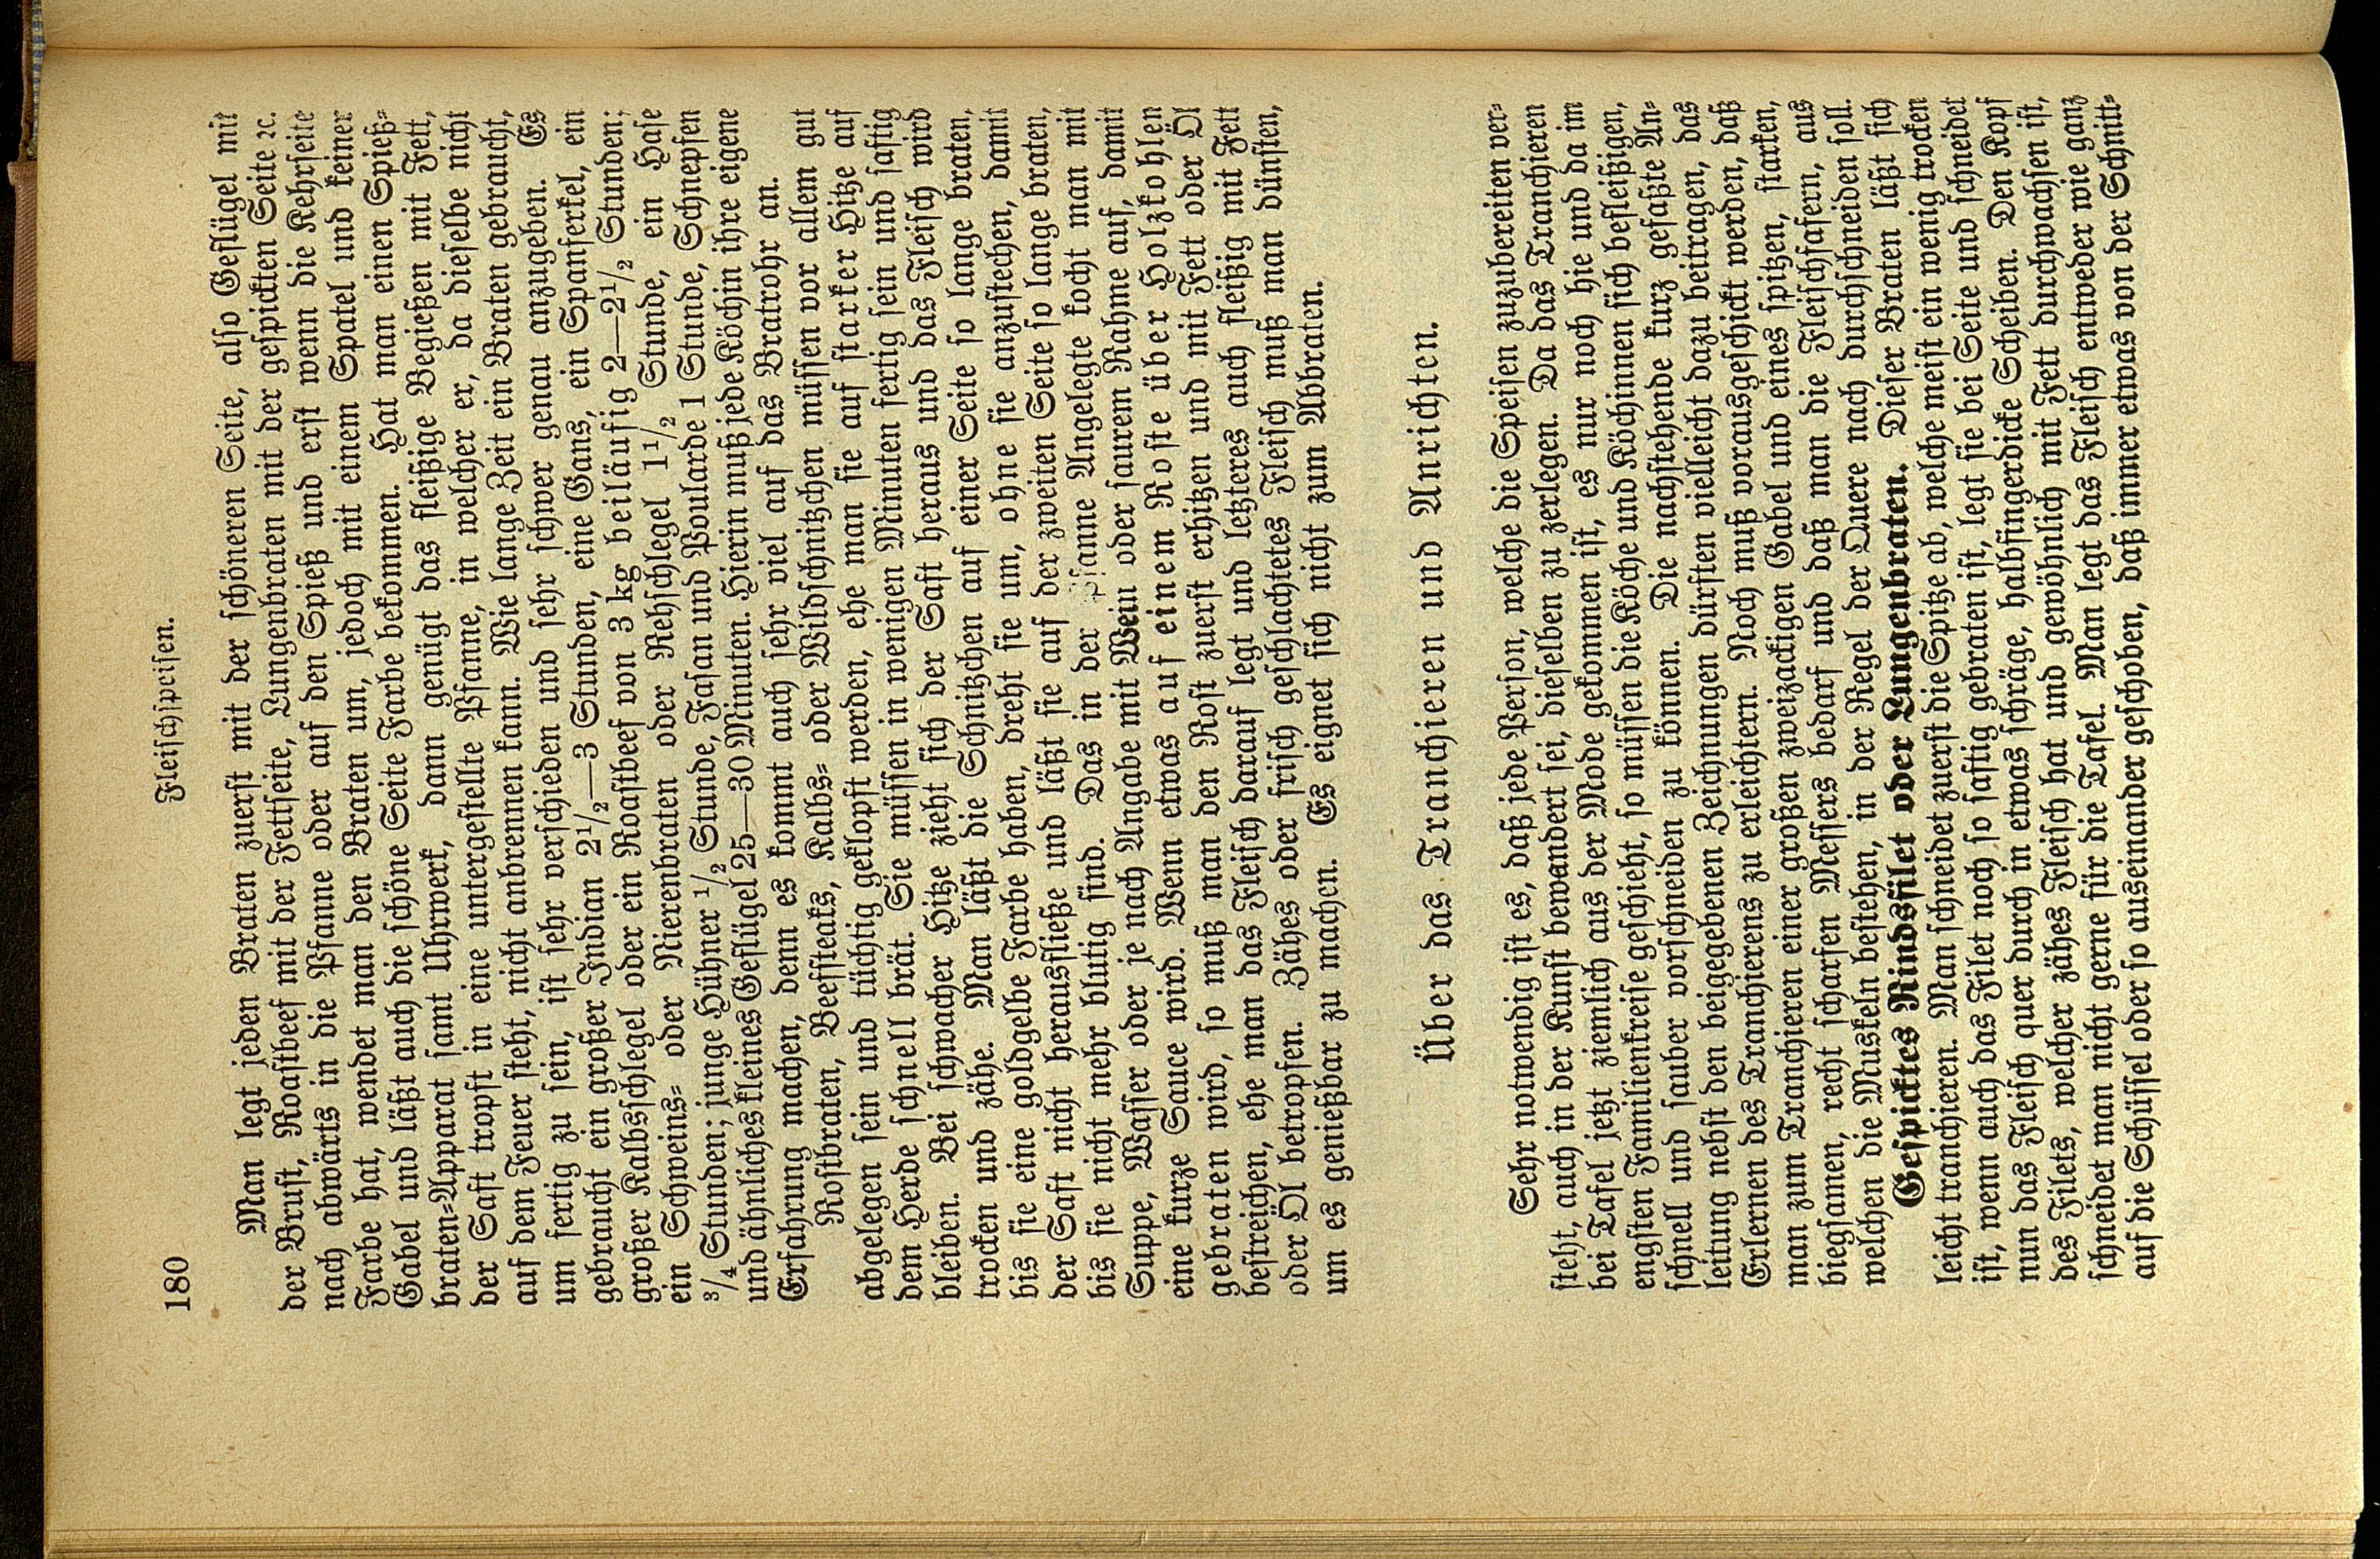 180 Fleischspeisen.
Man legt jeden Braten zuerst mit der schöneren Seite, also Geflügel mit
der Brust, Roastbeef mit der Fettseite, Lungenbraten mit der gespickten Seite ꝛc.
nach abwärts in die Pfanne oder auf den Spieß und erst wenn die Kehrseite
Farbe hat, wendet man den Braten um, jedoch mit einem Spatel und keiner
Gabel und läßt auch die schöne Seite Farbe bekommen. Hat man einen Spieß-
braten-Apparat samt Uhrwerk, dann genügt das fleißige Begießen mit Fett,
der Saft tropft in eine untergestellte Pfanne, in welcher er, da dieselbe nicht
auf dem Feuer steht, nicht anbrennen kann. Wie lange Zeit ein Braten gebraucht,
um fertig zu sein, ist sehr verschieden und sehr schwer genau anzugeben. Es
gebraucht ein großer Indian 2½—3 Stunden, eine Gans, ein Spanferkel, ein
großer Kalbsschlegel oder ein Roastbeef von 3 kg beiläufig 2—2½ Stunden;
ein Schweins- oder Nierenbraten oder Rehschlegel 1½ Stunde, ein Hase
¾ Stunden; junge Hühner ½ Stunde, Fasan und Poularde 1 Stunde, Schnepfen
und ähnliches kleines Geflügel 25—30 Minuten. Hierin muß jede Köchin ihre eigene
Erfahrung machen, denn es kommt auch sehr viel auf das Bratrohr an.
Rostbraten, Beefsteaks, Kalbs- oder Wildschnitzchen müssen vor allem gut
abgelegen sein und tüchtig geklopft werden, ehe man sie auf starker Hitze auf
dem Herde schnell brät. Sie müssen in wenigen Minuten fertig sein und saftig
bleiben. Bei schwacher Hitze zieht sich der Saft heraus und das Fleisch wird
trocken und zähe. Man läßt die Schnitzchen auf einer Seite so lange braten,
bis sie eine goldgelbe Farbe haben, dreht sie um, ohne sie anzustechen, damit
der Saft nicht herausfließe und läßt sie auf der zweiten Seite so lange braten,
bis sie nicht mehr blutig sind. Das in der Pfanne Angelegte kocht man mit
Suppe, Wasser oder je nach Angabe mit Wein oder saurem Rahme auf, damit
eine kurze Sauce wird. Wenn etwas auf einem Roste über Holzkohlen
gebraten wird, so muß man den Rost zuerst erhitzen und mit Fett oder Öl
bestreichen, ehe man das Fleisch darauf legt und letzteres auch fleißig mit Fett
oder Öl betropfen. Zähes oder frisch geschlachtetes Fleisch muß man dünsten,
um es genießbar zu machen. Es eignet sich nicht zum Abbraten.
Über das Tranchieren und Anrichten.
Sehr notwendig ist es, daß jede Person, welche die Speisen zuzubereiten ver-
steht, auch in der Kunst bewandert sei, dieselben zu zerlegen. Da das Tranchieren
bei Tafel jetzt ziemlich aus der Mode gekommen ist, es nur noch hie und da im
engsten Familienkreise geschieht, so müssen die Köche und Köchinnen sich befleißigen,
schnell und sauber vorschneiden zu können. Die nachstehende kurz gefaßte An-
leitung nebst den beigegebenen Zeichnungen dürften vielleicht dazu beitragen, das
Erlernen des Tranchierens zu erleichtern. Noch muß vorausgeschickt werden, daß
man zum Tranchieren einer großen zweizackigen Gabel und eines spitzen, starken,
biegsamen, recht scharfen Messers bedarf und daß man die Fleischfasern, aus
welchen die Muskeln bestehen, in der Regel der Quere nach durchschneiden soll.
Gespicktes Rindsfilet oder Lungenbraten. Dieser Braten läßt sich
leicht tranchieren. Man schneidet zuerst die Spitze ab, welche meist ein wenig trocken
ist, wenn auch das Filet noch so saftig gebraten ist, legt sie bei Seite und schneidet
nun das Fleisch quer durch in etwas schräge, halbfingerdicke Scheiben. Den Kopf
des Filets, welcher zähes Fleisch hat und gewöhnlich mit Fett durchwachsen ist,
schneidet man nicht gerne für die Tafel. Man legt das Fleisch entweder wie ganz
auf die Schüssel oder so auseinander geschoben, daß immer etwas von der Schnitt-